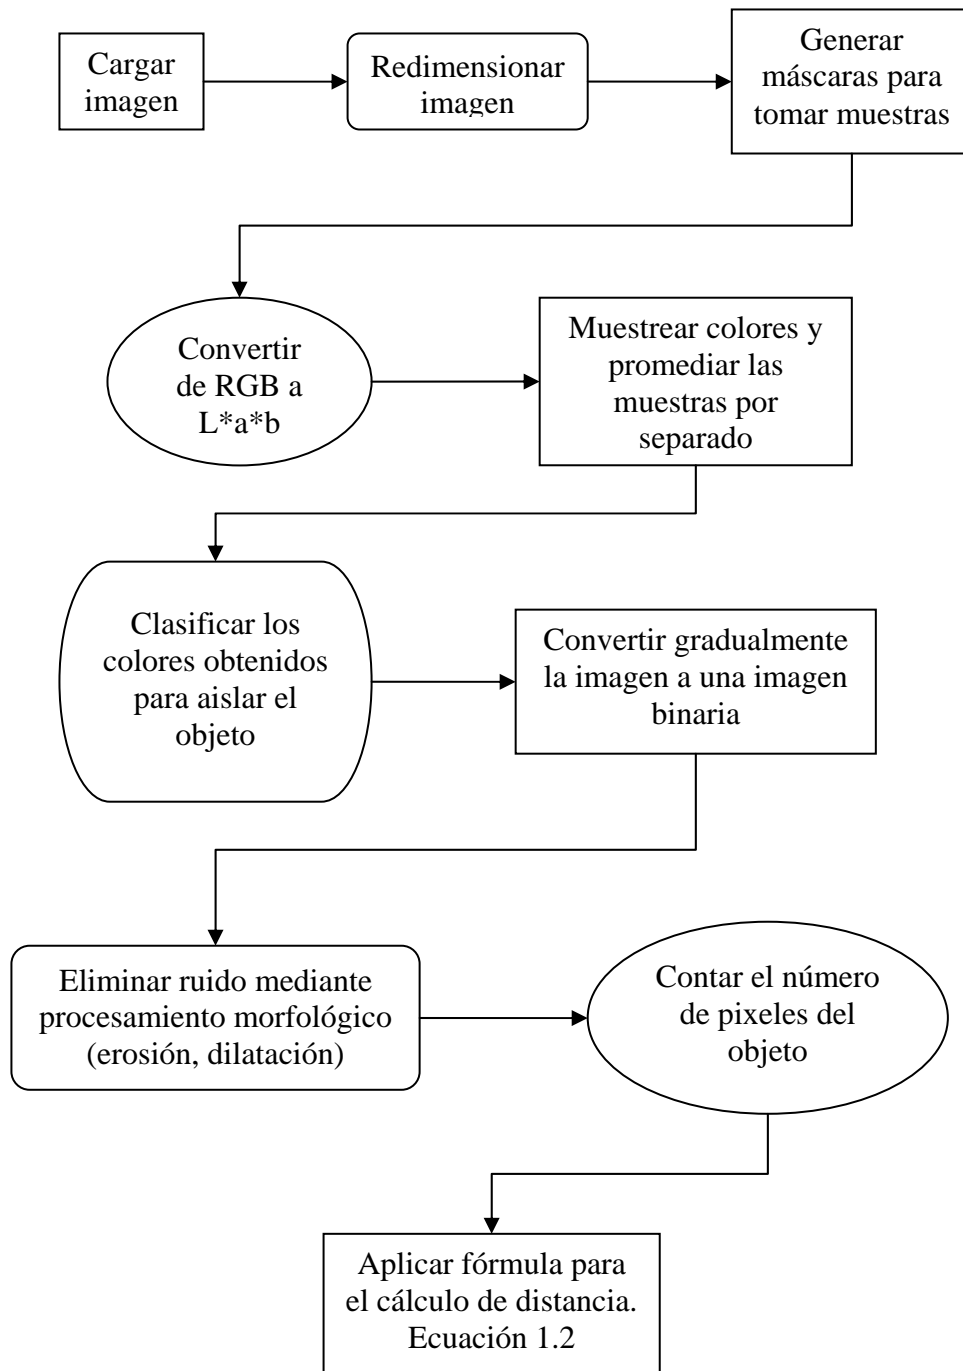 Cargar
imagen
Redimensionar
imagen
Generar
máscaras para
tomar muestras
Convertir
de RGB a
L*a*b
Muestrear colores y
promediar las
muestras por
separado
Clasificar los
colores obtenidos
para aislar el
objeto
Convertir gradualmente
la imagen a una imagen
binaria
Eliminar ruido mediante
procesamiento morfológico
(erosión, dilatación)
Contar el número
de pixeles del
objeto
Aplicar fórmula para
el cálculo de distancia.
Ecuación 1.2